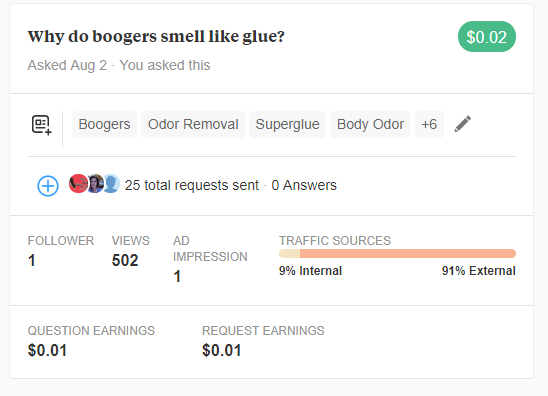 Why do boogers smell like glue?
$0.02
Asked Aug 2 · You asked this
Boogers Odor Removal Superglue Body Odor +6
25 total requests sent · 0 Answers
FOLLOWER VIEWS AD IMPRESSION TRAFFIC SOURCES
1 502 1
9% Internal 91% External
QUESTION EARNINGS REQUEST EARNINGS
$0.01 $0.01